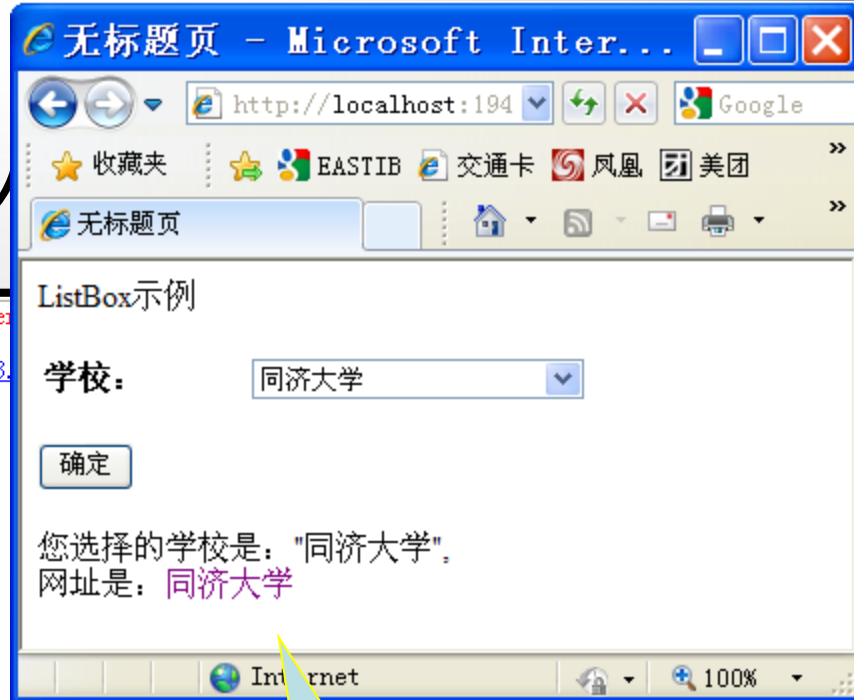 无标题页 - Microsoft Inter...
http://localhost:194
Google
收藏夹
EASTIB
交通卡
凤凰
美团
»
无标题页
»
ListBox示例
学校：
同济大学
确定
您选择的学校是："同济大学",
网址是：同济大学
100%